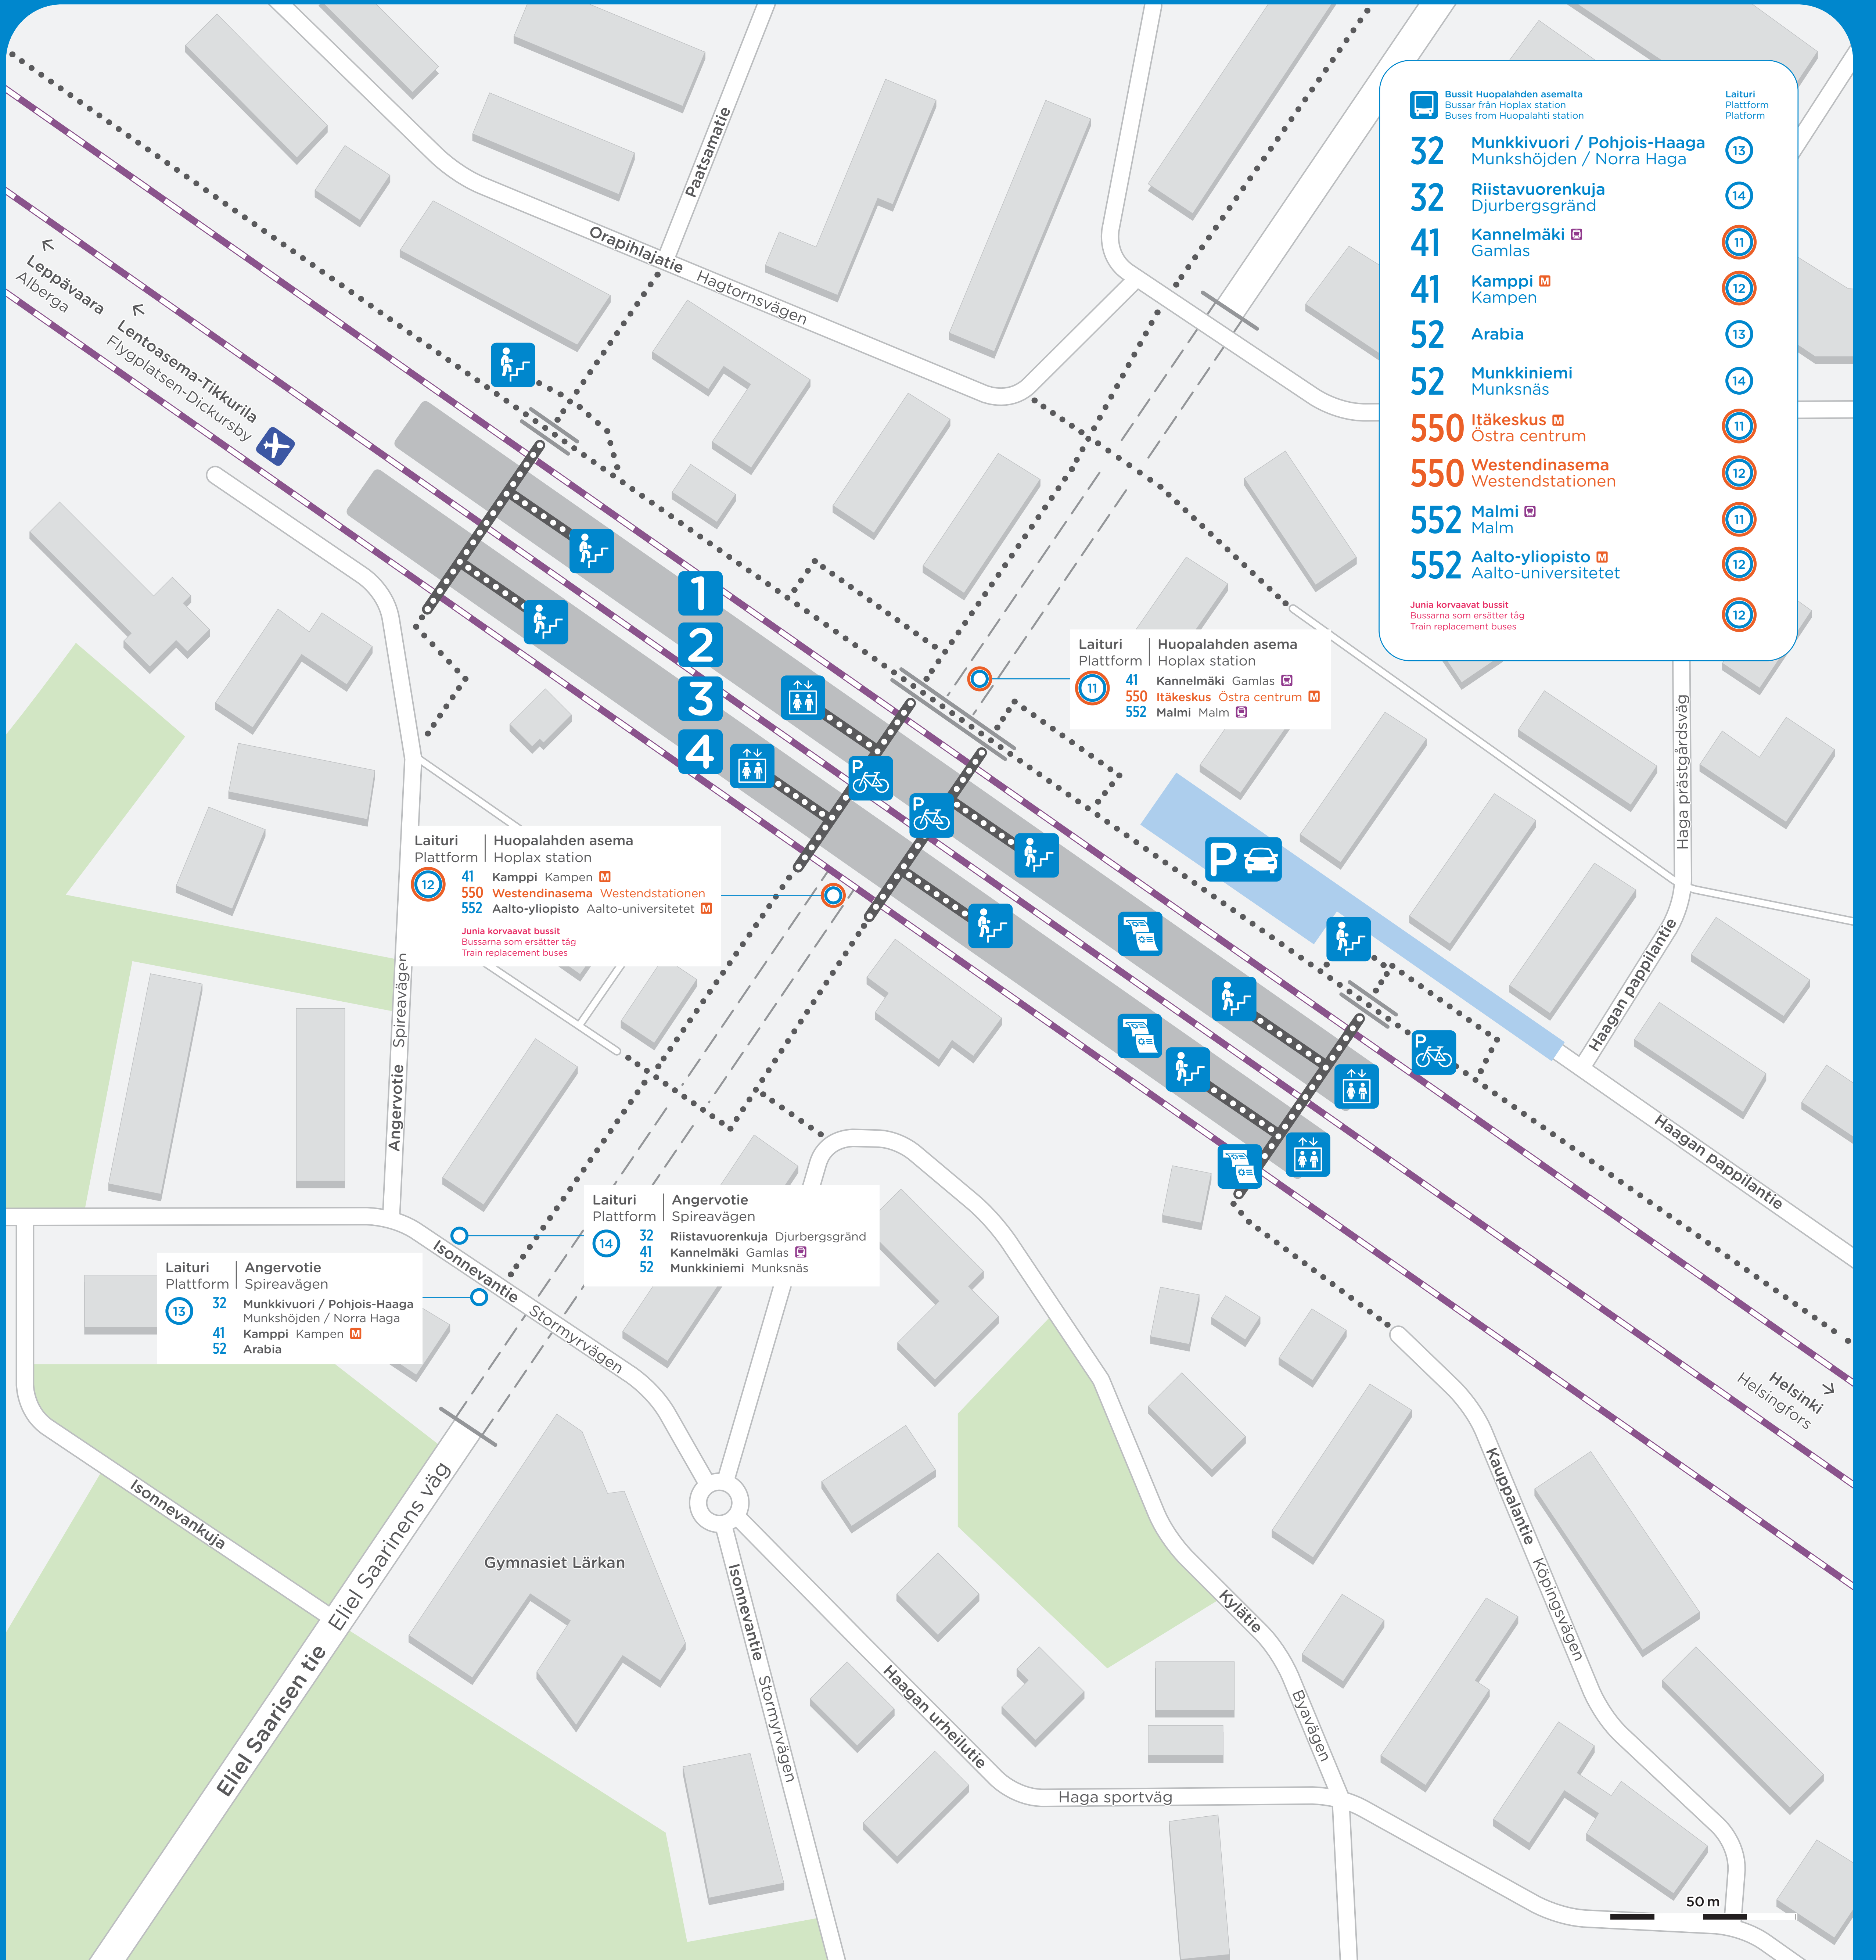 Bussit Huopalahden asemalta
Bussar från Hoplax station
Buses from Huopalahti station
Laituri
Plattform
Platform
32 Munkkivuori / Pohjois-Haaga 13
Munkshöjden / Norra Haga
32 Riistavuorenkuja 14
Djurbergsgränd
41 Kannelmäki 11
Gamlas
41 Kamppi M 12
Kampen
52 Arabia 13
52 Munkkiniemi 14
Munksnäs
550 Itäkeskus M 11
Östra centrum
550 Westendinasema 12
Westendstationen
552 Malmi 11
Malm
552 Aalto-yliopisto M 12
Aalto-universitetet
Junia korvaavat bussit 12
Bussarna som ersätter tåg
Train replacement buses
Paatsamatie
Orapihlajatie Hagtornsvägen
Leppävaara
Alberga
Lentoasema-Tikkurila
Flygplatsen-Dickursby
1
2
3
4
Laituri Huopalahden asema
Plattform Hoplax station
11 41 Kannelmäki Gamlas
550 Itäkeskus Östra centrum M
552 Malmi Malm
Haga prästgårdsväg
P
P
P
Laituri Huopalahden asema
Plattform Hoplax station
12 41 Kamppi Kampen M
550 Westendinasema Westendstationen
552 Aalto-yliopisto Aalto-universitetet M
Junia korvaavat bussit
Bussarna som ersätter tåg
Train replacement buses
Haagan pappilantie
P
Angervotie Spireavägen
Haagan pappilantie
Laituri Angervotie
Plattform Spireavägen
14 32 Riistavuorenkuja Djurbergsgränd
41 Kannelmäki Gamlas
52 Munkkiniemi Munksnäs
Laituri Angervotie
Plattform Spireavägen
13 32 Munkkivuori / Pohjois-Haaga
Munkshöjden / Norra Haga
41 Kamppi Kampen M
52 Arabia
Isonnevantie Stormyrvägen
Helsinki
Helsingfors
Isonnevankuja
Eliel Saarisen tie Eliel Saarinens väg
Gymnasiet Lärkan
Kauppalantie Köpingsvägen
Isonnevantie Stormyrvägen
Kylätie Byavägen
Haagan urheilutie Haga sportväg
50 m